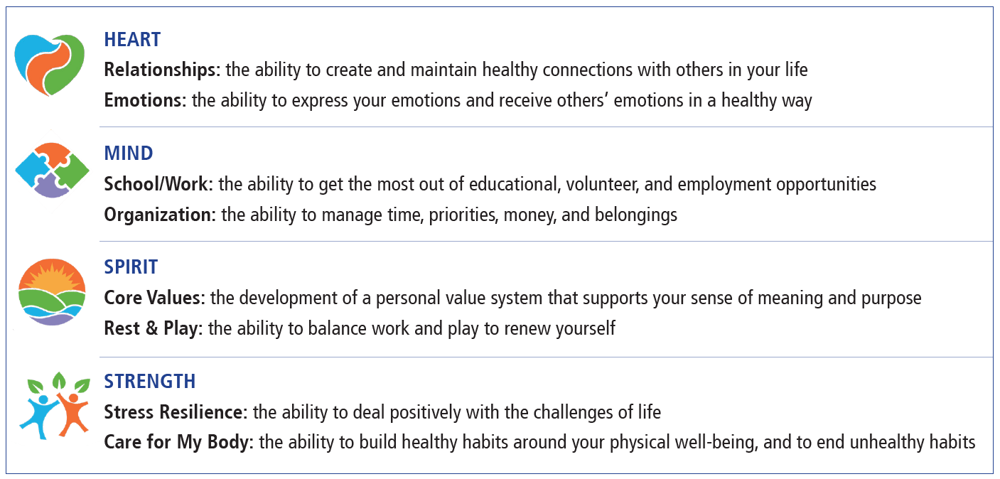 HEART
Relationships: the ability to create and maintain healthy connections with others in your life
Emotions: the ability to express your emotions and receive others’ emotions in a healthy way
MIND
School/Work: the ability to get the most out of educational, volunteer, and employment opportunities
Organization: the ability to manage time, priorities, money, and belongings
SPIRIT
Core Values: the development of a personal value system that supports your sense of meaning and purpose
Rest & Play: the ability to balance work and play to renew yourself
STRENGTH
Stress Resilience: the ability to deal positively with the challenges of life
Care for My Body: the ability to build healthy habits around your physical well-being, and to end unhealthy habits